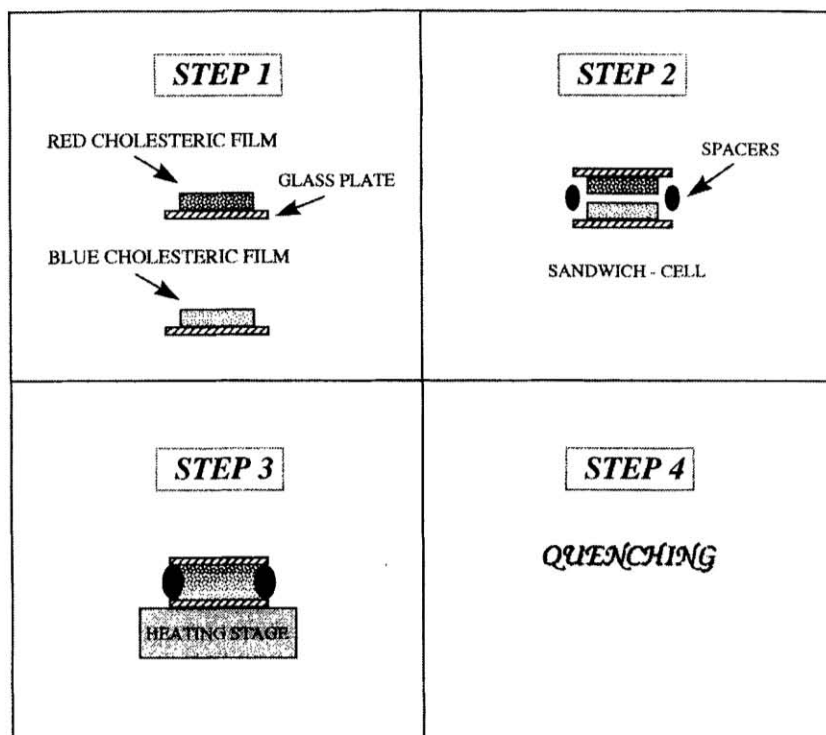 STEP 1
RED CHOLESTERIC FILM
GLASS PLATE
BLUE CHOLESTERIC FILM
STEP 2
SPACERS
SANDWICH - CELL
STEP 3
HEATING STAGE
STEP 4
QUENCHING